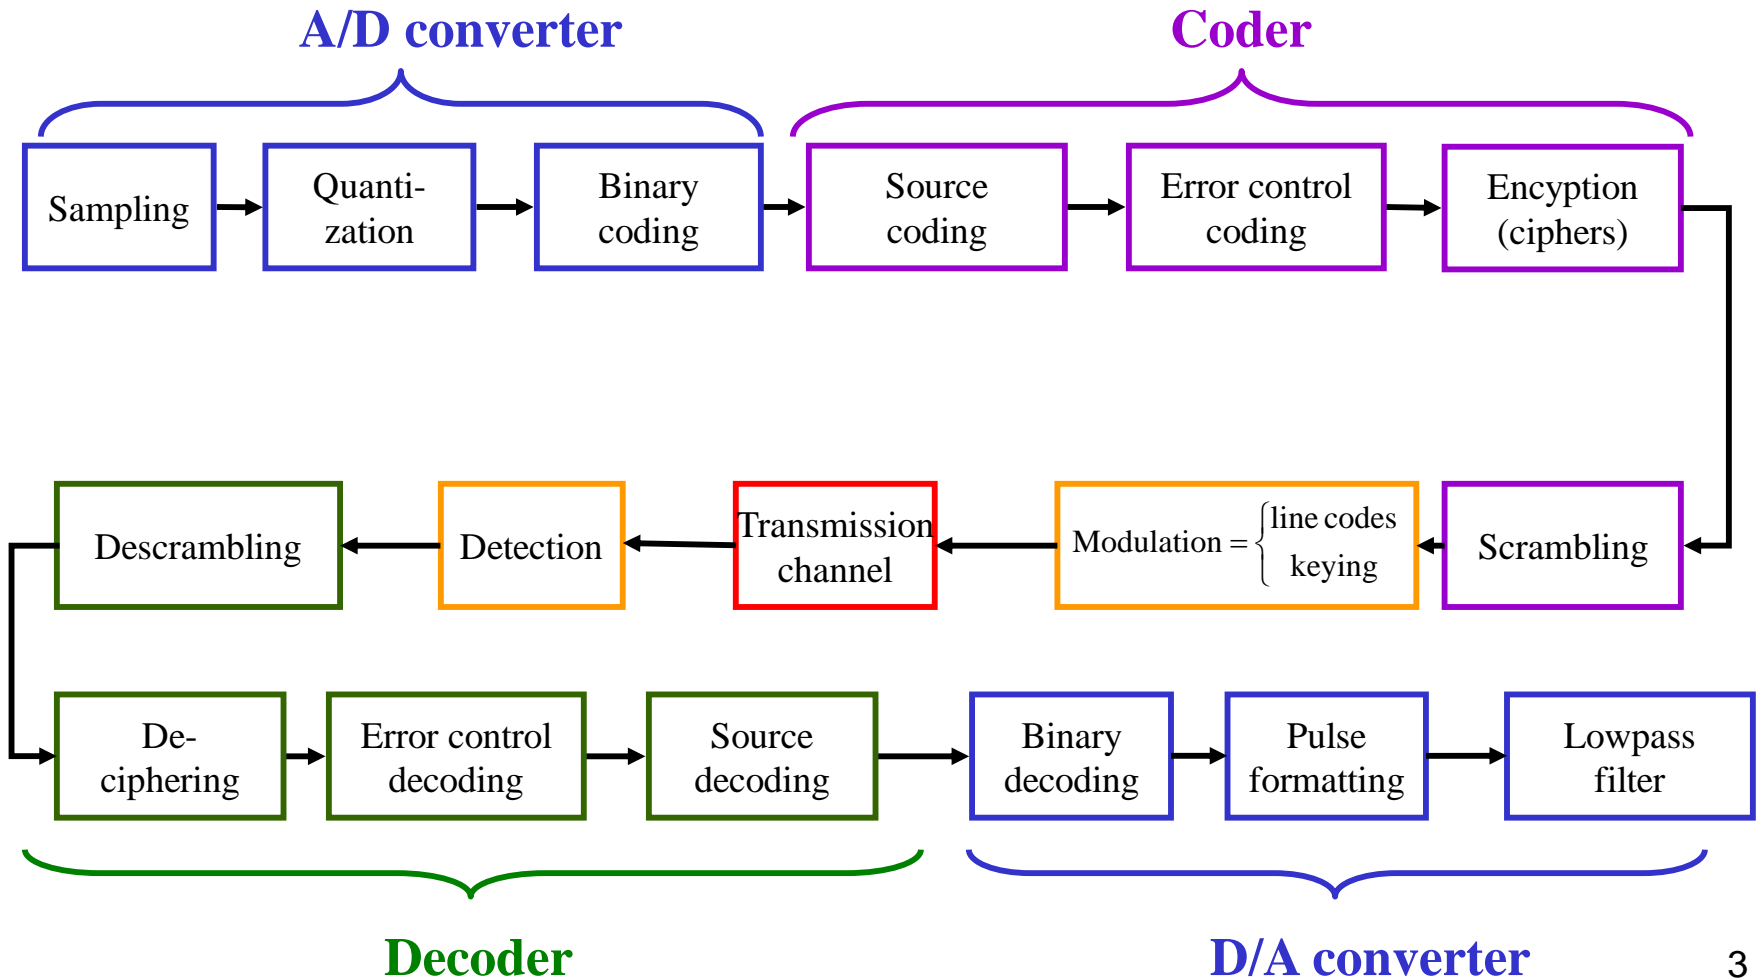 A/D converter
Coder
Sampling
Quanti-
zation
Binary
coding
Source
coding
Error control
coding
Encyption
(ciphers)
Descrambling
Detection
Transmission
channel
Modulation = { line codes
keying
Scrambling
De-
ciphering
Error control
decoding
Source
decoding
Binary
decoding
Pulse
formatting
Lowpass
filter
Decoder
D/A converter
3